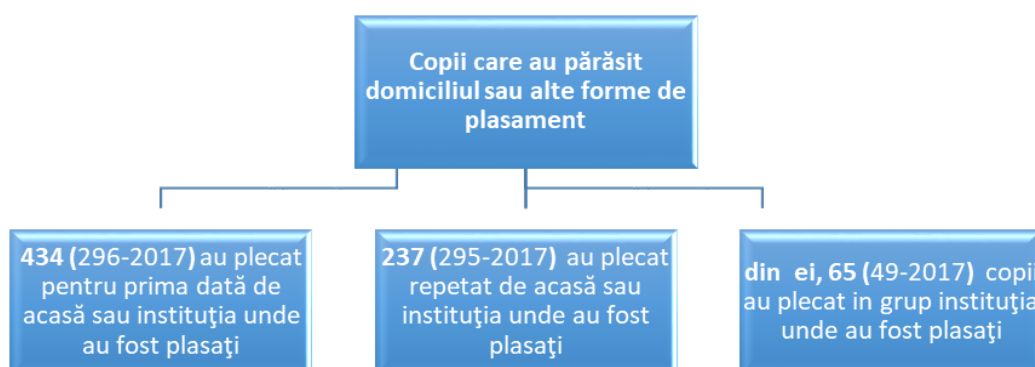 Copii care au părăsit
domiciliul sau alte forme de
plasament
434 (296-2017) au plecat
pentru prima dată de
acasă sau instituţia unde
au fost plasaţi
237 (295-2017) au plecat
repetat de acasă sau
instituţia unde au fost
plasaţi
din ei, 65 (49-2017) copii
au plecat in grup instituţia
unde au fost plasaţi